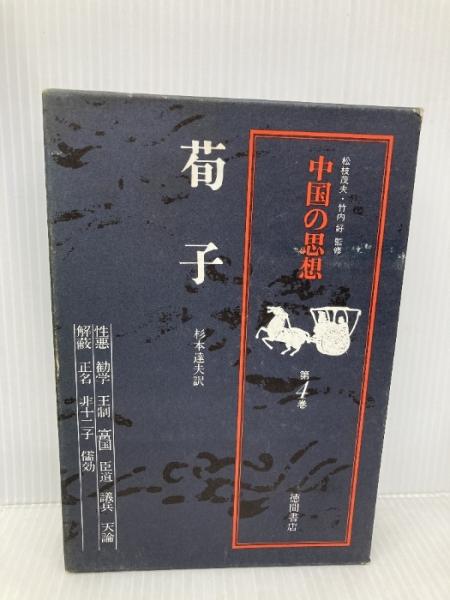 松枝茂夫・竹内好 監修
中国の思想
第4巻
徳間書店
荀子
杉本達夫訳
性悪 勧学 王制 富国 臣道 議兵 天論
解蔽 正名 非十二子 儒効